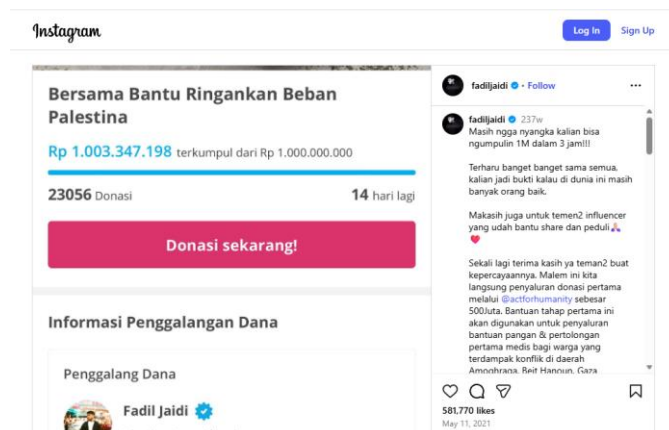 Instagram
Log In
Sign Up
Bersama Bantu Ringankan Beban
Palestina
Rp 1.003.347.198 terkumpul dari Rp 1.000.000.000
23056 Donasi
14 hari lagi
Donasi sekarang!
Informasi Penggalangan Dana
Penggalang Dana
Fadil Jaidi
fadiljaidi • Follow
fadiljaidi 237w
Masih ngga nyangka kalian bisa
ngumpulin 1M dalam 3 jam!!!
Terharu banget banget sama semua,
kalian jadi bukti kalau di dunia ini masih
banyak orang baik.
Makasih juga untuk temen2 influencer
yang udah bantu share dan peduli🙏🏻
❤️
Sekali lagi terima kasih ya teman2 buat
kepercayaannya. Malem ini kita
langsung penyaluran donasi pertama
melalui @actforhumanity sebesar
500Juta. Bantuan tahap pertama ini
akan digunakan untuk penyaluran
bantuan pangan & pertolongan
pertama medis bagi warga yang
terdampak konflik di daerah
Amoghraga, Beit Hanoun, Gaza
581,770 likes
May 11, 2021